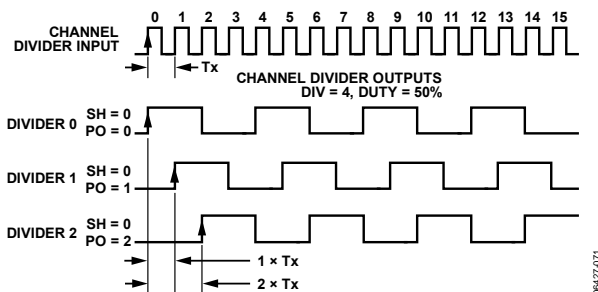 0 1 2 3 4 5 6 7 8 9 10 11 12 13 14 15
CHANNEL
DIVIDER INPUT
Tx
CHANNEL DIVIDER OUTPUTS
DIV = 4, DUTY = 50%
DIVIDER 0
SH = 0
PO = 0
DIVIDER 1
SH = 0
PO = 1
DIVIDER 2
SH = 0
PO = 2
1 × Tx
2 × Tx
06427-071